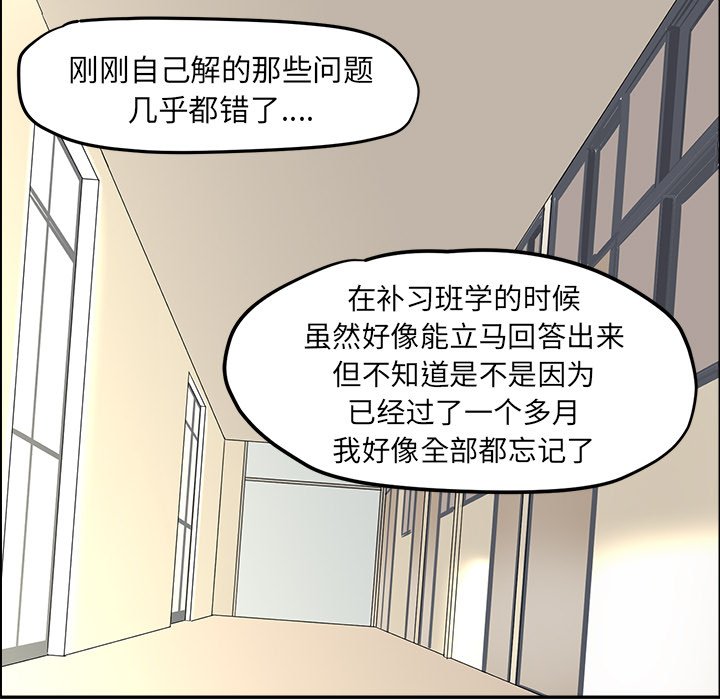 刚刚自己解的那些问题
几乎都错了....
在补习班学的时候
虽然好像能立马回答出来
但不知道是不是因为
已经过了一个多月
我好像全部都忘记了